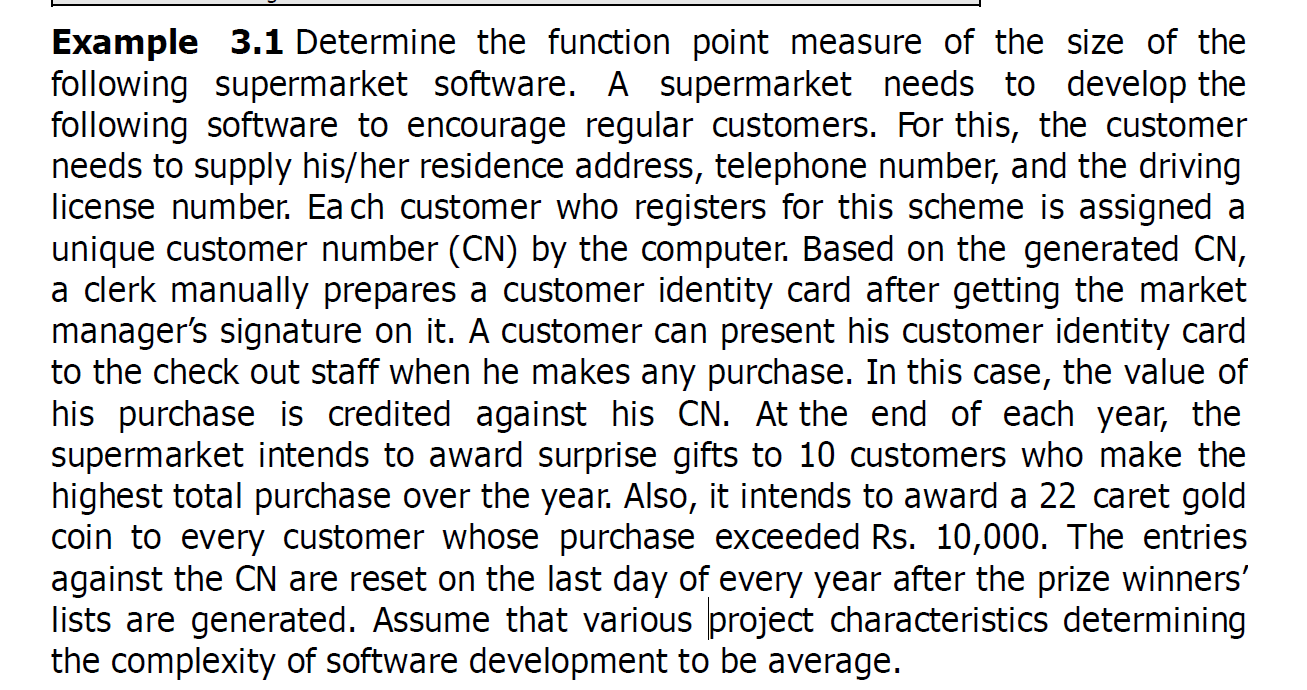 Example 3.1 Determine the function point measure of the size of the
following supermarket software. A supermarket needs to develop the
following software to encourage regular customers. For this, the customer
needs to supply his/her residence address, telephone number, and the driving
license number. Each customer who registers for this scheme is assigned a
unique customer number (CN) by the computer. Based on the generated CN,
a clerk manually prepares a customer identity card after getting the market
manager’s signature on it. A customer can present his customer identity card
to the check out staff when he makes any purchase. In this case, the value of
his purchase is credited against his CN. At the end of each year, the
supermarket intends to award surprise gifts to 10 customers who make the
highest total purchase over the year. Also, it intends to award a 22 caret gold
coin to every customer whose purchase exceeded Rs. 10,000. The entries
against the CN are reset on the last day of every year after the prize winners’
lists are generated. Assume that various project characteristics determining
the complexity of software development to be average.